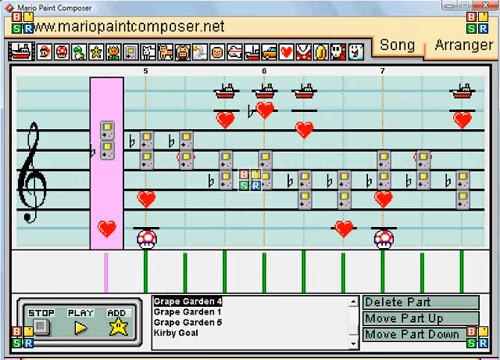 Mario Paint Composer
www.mariopaintcomposer.net
Song
Arranger
5
6
7
STOP
PLAY
ADD
Grape Garden 4
Grape Garden 1
Grape Garden 5
Kirby Goal
Delete Part
Move Part Up
Move Part Down
B
S R
B
S R
B
S R
B
S R
B
S R